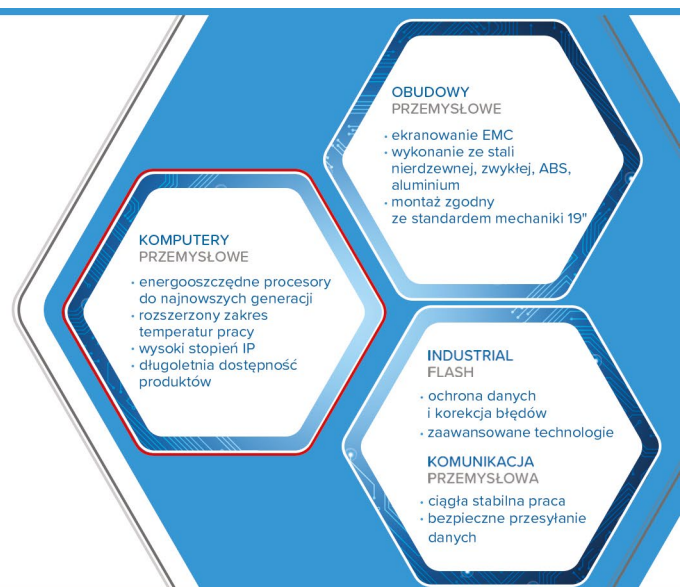 OBUDOWY
PRZEMYSŁOWE
• ekranowanie EMC
• wykonanie ze stali
nierdzewnej, zwykłej, ABS,
aluminium
• montaż zgodny
ze standardem mechaniki 19"
KOMPUTERY
PRZEMYSŁOWE
• energooszczędne procesory
do najnowszych generacji
• rozszerzony zakres
temperatur pracy
• wysoki stopień IP
• długoletnia dostępność
produktów
INDUSTRIAL
FLASH
• ochrona danych
i korekcja błędów
• zaawansowane technologie
KOMUNIKACJA
PRZEMYSŁOWA
• ciągła stabilna praca
• bezpieczne przesyłanie
danych